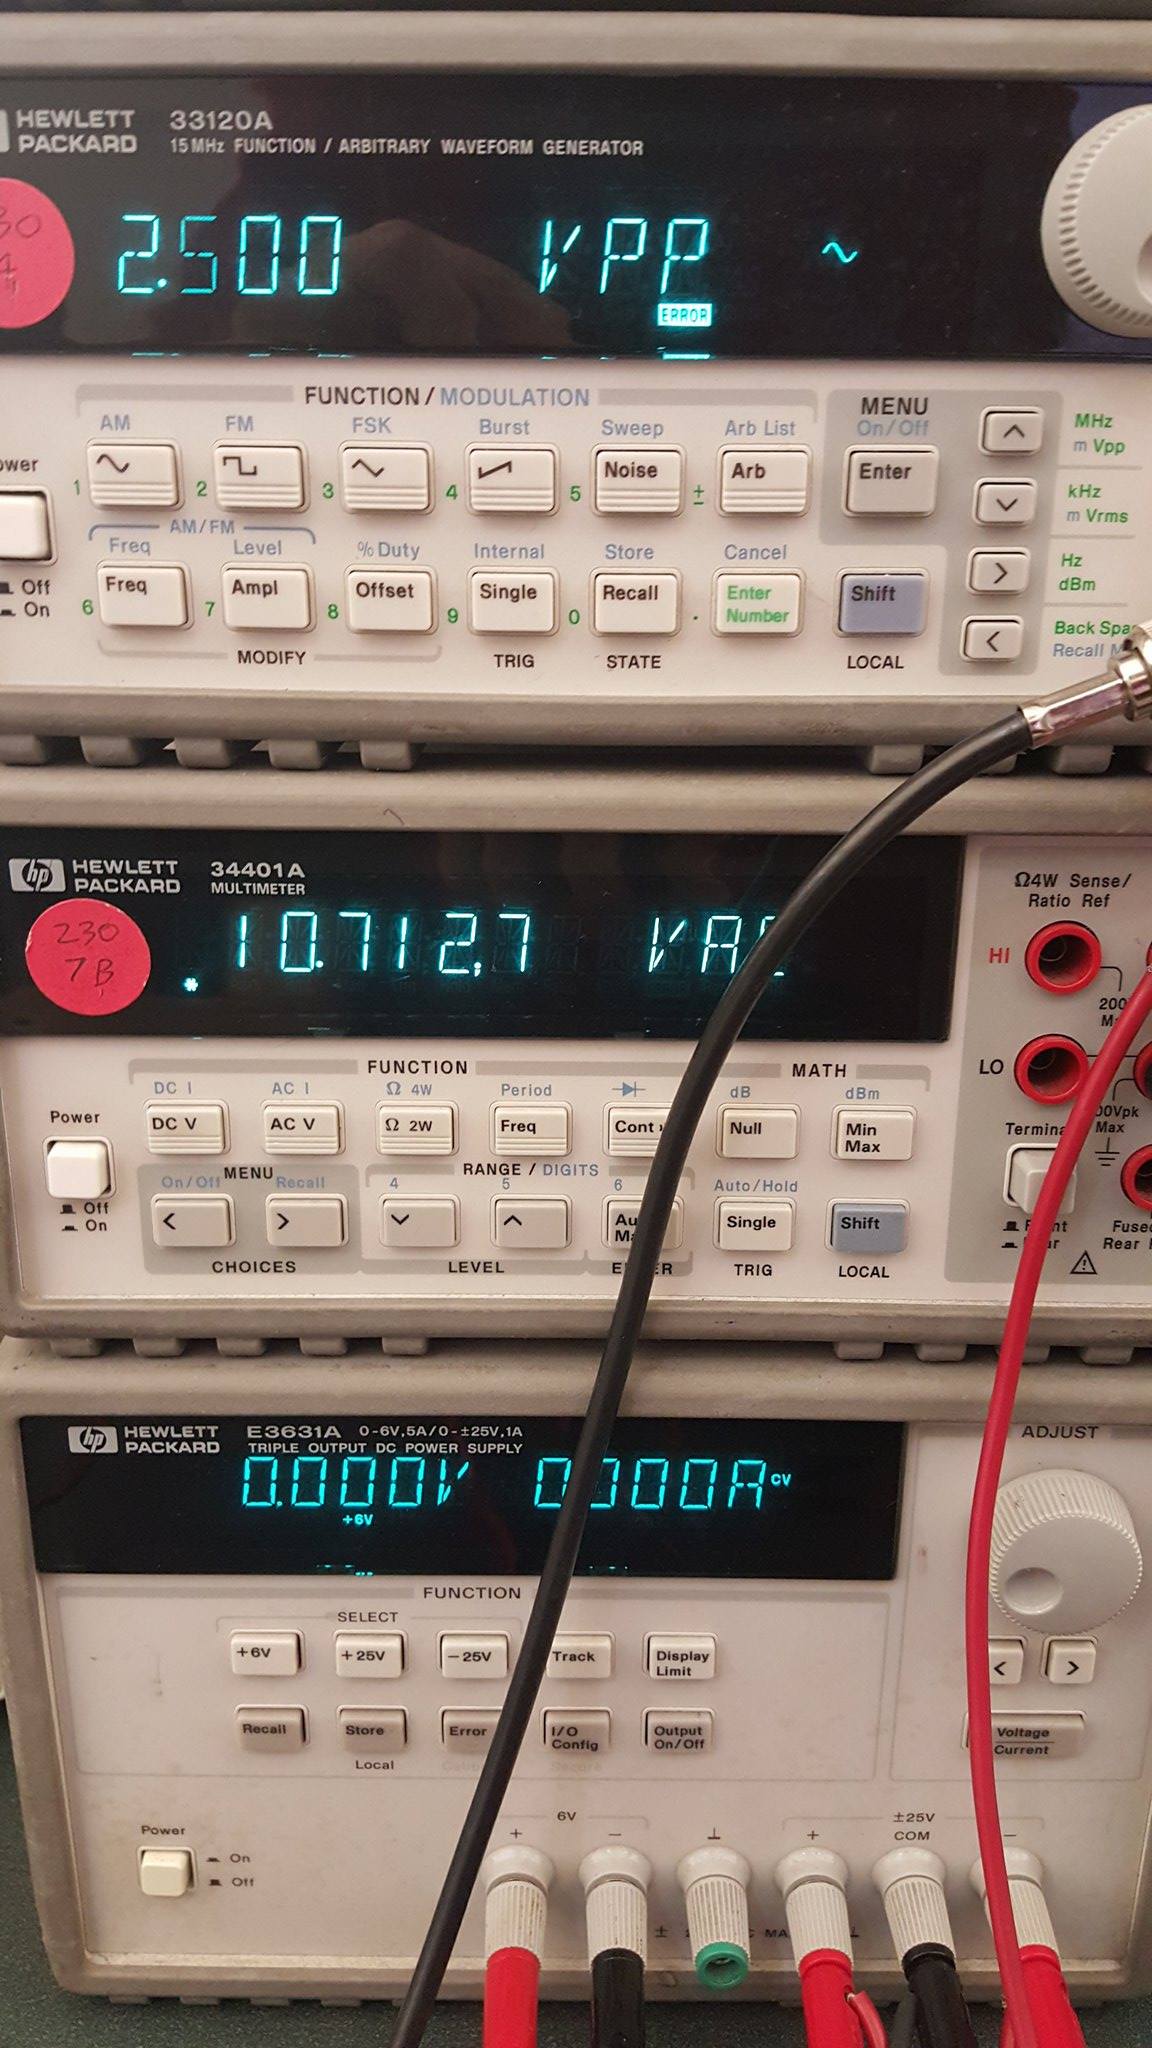 HEWLETT
PACKARD
33120A
15 MHz FUNCTION / ARBITRARY WAVEFORM GENERATOR
2.500 VPP
ERROR
FUNCTION / MODULATION
AM FM FSK Burst Sweep Arb List
MENU
On/Off
1 2 3 4 5 Noise ± Arb Enter
MHz
m Vpp
kHz
m Vrms
AM/FM
Freq Level % Duty Internal Store Cancel
Hz
dBm
Off
On
6 Freq 7 Ampl 8 Offset 9 Single 0 Recall . Enter
Number
Shift
MODIFY TRIG STATE LOCAL
Back
Recall
hp HEWLETT
PACKARD
34401A
MULTIMETER
230
7B
* 10.712,7
Ω4W Sense/
Ratio Ref
HI
LO
FUNCTION MATH
DC I AC I Ω 4W Period dB dBm
Power
DC V AC V Ω 2W Freq Cont Null Min
Max
Max
MENU RANGE / DIGITS
On/Off Recall 4 5 6 Auto/Hold
Off
On
< > Single Shift
CHOICES LEVEL TRIG LOCAL
hp HEWLETT
PACKARD
E3631A 0-6V,5A/0-±25V,1A
TRIPLE OUTPUT DC POWER SUPPLY
0.000V 0.000A CV
+6V
ADJUST
FUNCTION
SELECT
+6V +25V −25V Track Display
Limit
< >
Recall Store Error I/O
Config
Output
On/Off
Voltage
Current
Local
Power
On
Off
6V ±25V
+ − ⊥ + COM −